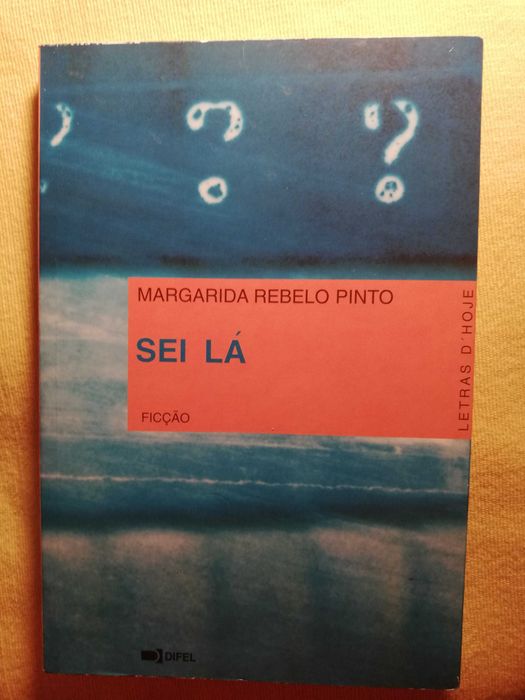 ? ? ?
MARGARIDA REBELO PINTO
SEI LÁ
FICÇÃO
LETRAS D'HOJE
DIFEL